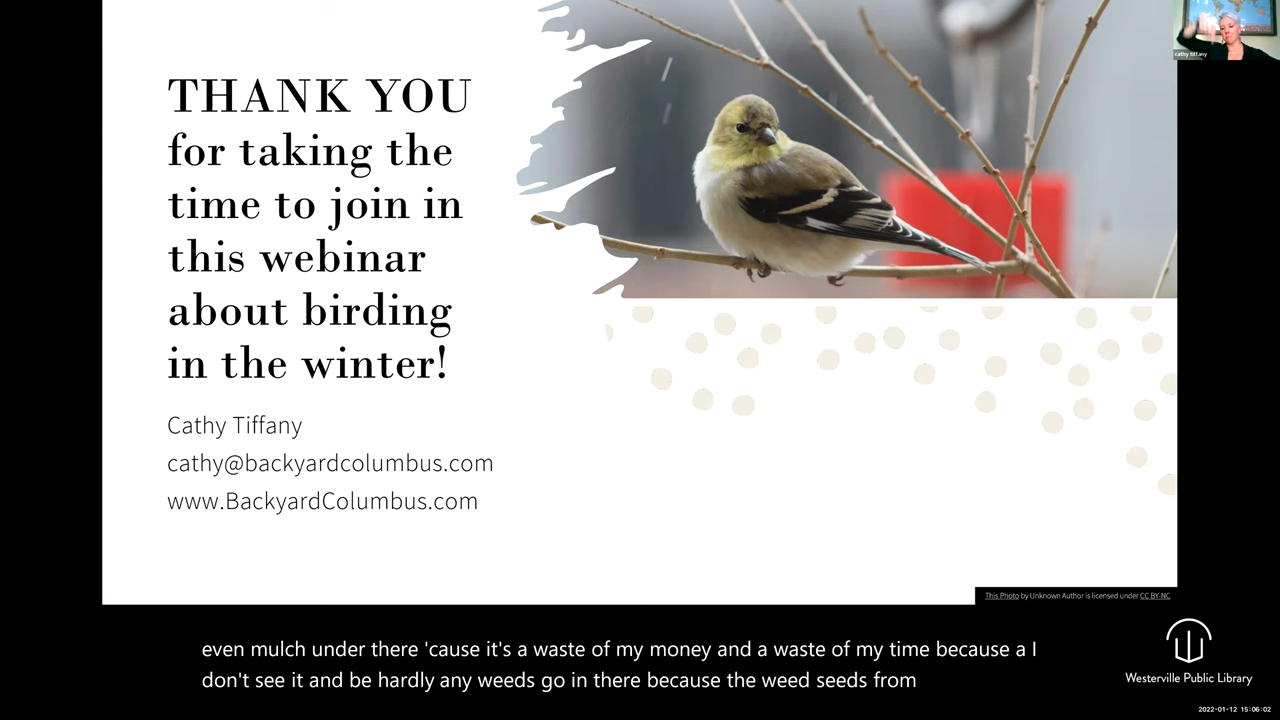 cathy tiffany
THANK YOU
for taking the
time to join in
this webinar
about birding
in the winter!
Cathy Tiffany
cathy@backyardcolumbus.com
www.BackyardColumbus.com
This Photo by Unknown Author is licensed under CC BY-NC
even mulch under there 'cause it's a waste of my money and a waste of my time because a I
don't see it and be hardly any weeds go in there because the weed seeds from
Westerville Public Library
2022-01-12 15:06:02